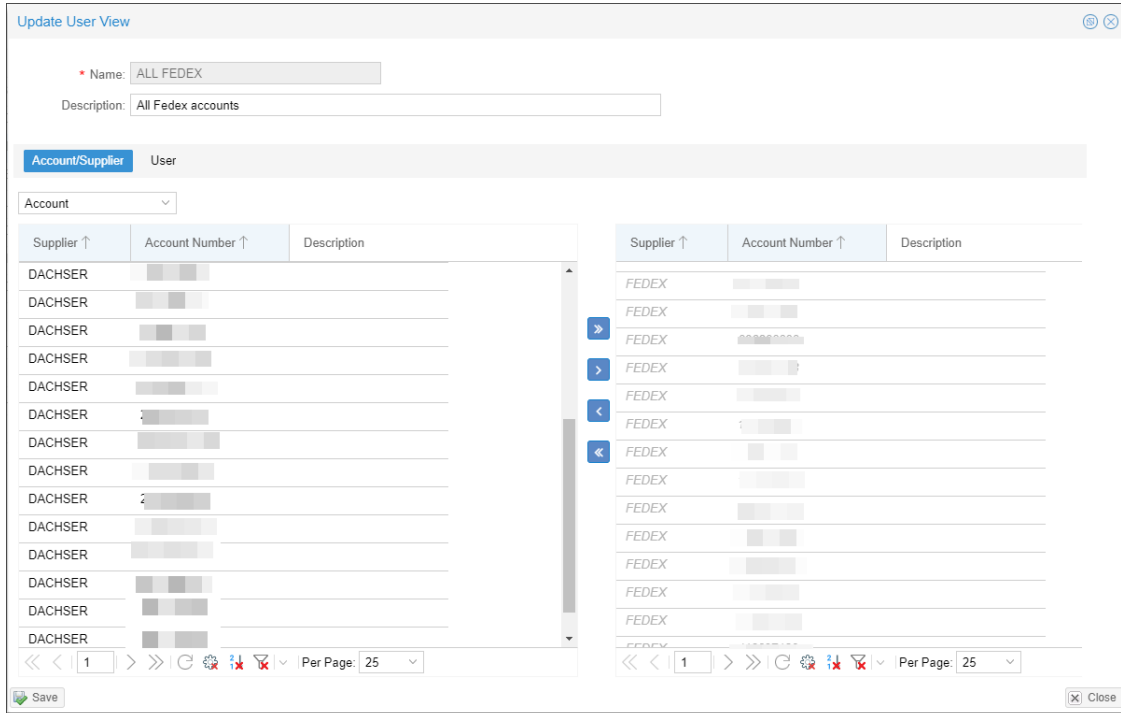 Update User View
* Name: ALL FEDEX
Description: All Fedex accounts
Account/Supplier User
Account
Supplier ↑ Account Number ↑ Description
DACHSER
DACHSER
DACHSER
DACHSER
DACHSER
DACHSER
DACHSER
DACHSER
DACHSER
DACHSER
DACHSER
DACHSER
DACHSER
DACHSER
1 Per Page: 25
Supplier ↑ Account Number ↑ Description
FEDEX
FEDEX
FEDEX
FEDEX
FEDEX
FEDEX
FEDEX
FEDEX
FEDEX
FEDEX
FEDEX
FEDEX
FEDEX
FEDEX
1 Per Page: 25
Save
Close